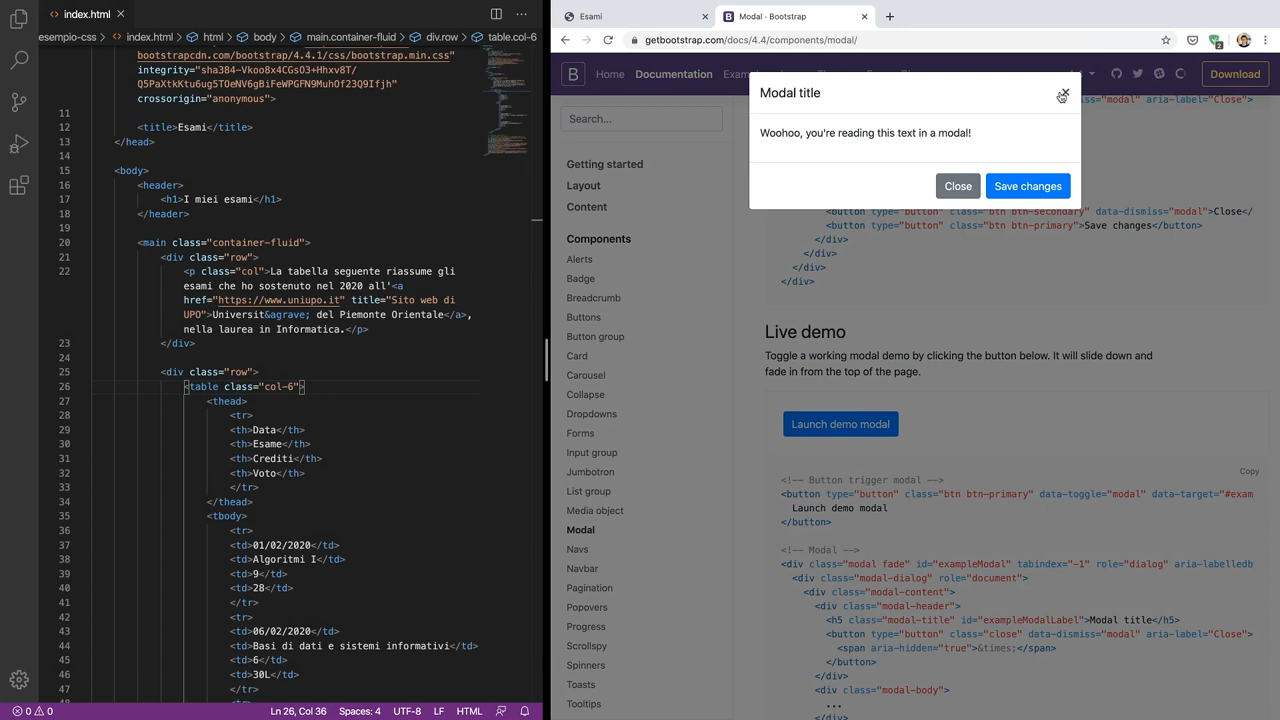 index.html
esempio-css > index.html > html > body > main.container-fluid > div.row > table.col-6
bootstrapcdn.com/bootstrap/4.4.1/css/bootstrap.min.css"
integrity="sha384-Vkoo8x4CGsO3+Hhxv8T/
Q5PaXtkKtu6ug5TOeNV6gBiFeWPGFN9MuhOf23Q9Ifjh"
crossorigin="anonymous">
11
12 <title>Esami</title>
13 </head>
14
15 <body>
16 <header>
17 <h1>I miei esami</h1>
18 </header>
19
20 <main class="container-fluid">
21 <div class="row">
22 <p class="col">La tabella seguente riassume gli
esami che ho sostenuto nel 2020 all'<a
href="https://www.uniupo.it" title="Sito web di
UPO">Universit&agrave; del Piemonte Orientale</a>,
nella laurea in Informatica.</p>
23 </div>
24
25 <div class="row">
26 <table class="col-6">
27 <thead>
28 <tr>
29 <th>Data</th>
30 <th>Esame</th>
31 <th>Crediti</th>
32 <th>Voto</th>
33 </tr>
34 </thead>
35 <tbody>
36 <tr>
37 <td>01/02/2020</td>
38 <td>Algoritmi I</td>
39 <td>9</td>
40 <td>28</td>
41 </tr>
42 <tr>
43 <td>06/02/2020</td>
44 <td>Basi di dati e sistemi informativi</td>
45 <td>6</td>
46 <td>30L</td>
47 </tr>
0 0
Ln 26, Col 36 Spaces: 4 UTF-8 LF HTML
Esami
Modal · Bootstrap
getbootstrap.com/docs/4.4/components/modal/
B Home Documentation Download
Search...
Getting started
Layout
Content
Components
Alerts
Badge
Breadcrumb
Buttons
Button group
Card
Carousel
Collapse
Dropdowns
Forms
Input group
Jumbotron
List group
Media object
Modal
Navs
Navbar
Pagination
Popovers
Progress
Scrollspy
Spinners
Toasts
Tooltips
Modal title
Woohoo, you're reading this text in a modal!
Close Save changes
"modal" aria-label="Close">
<button type="button" class="btn btn-secondary" data-dismiss="modal">Close</
<button type="button" class="btn btn-primary">Save changes</button>
</div>
</div>
</div>
</div>
Live demo
Toggle a working modal demo by clicking the button below. It will slide down and
fade in from the top of the page.
Launch demo modal
Copy
<!-- Button trigger modal -->
<button type="button" class="btn btn-primary" data-toggle="modal" data-target="#exam
Launch demo modal
</button>
<!-- Modal -->
<div class="modal fade" id="exampleModal" tabindex="-1" role="dialog" aria-labelledb
<div class="modal-dialog" role="document">
<div class="modal-content">
<div class="modal-header">
<h5 class="modal-title" id="exampleModalLabel">Modal title</h5>
<button type="button" class="close" data-dismiss="modal" aria-label="Close">
<span aria-hidden="true">&times;</span>
</button>
</div>
<div class="modal-body">
...
</div>